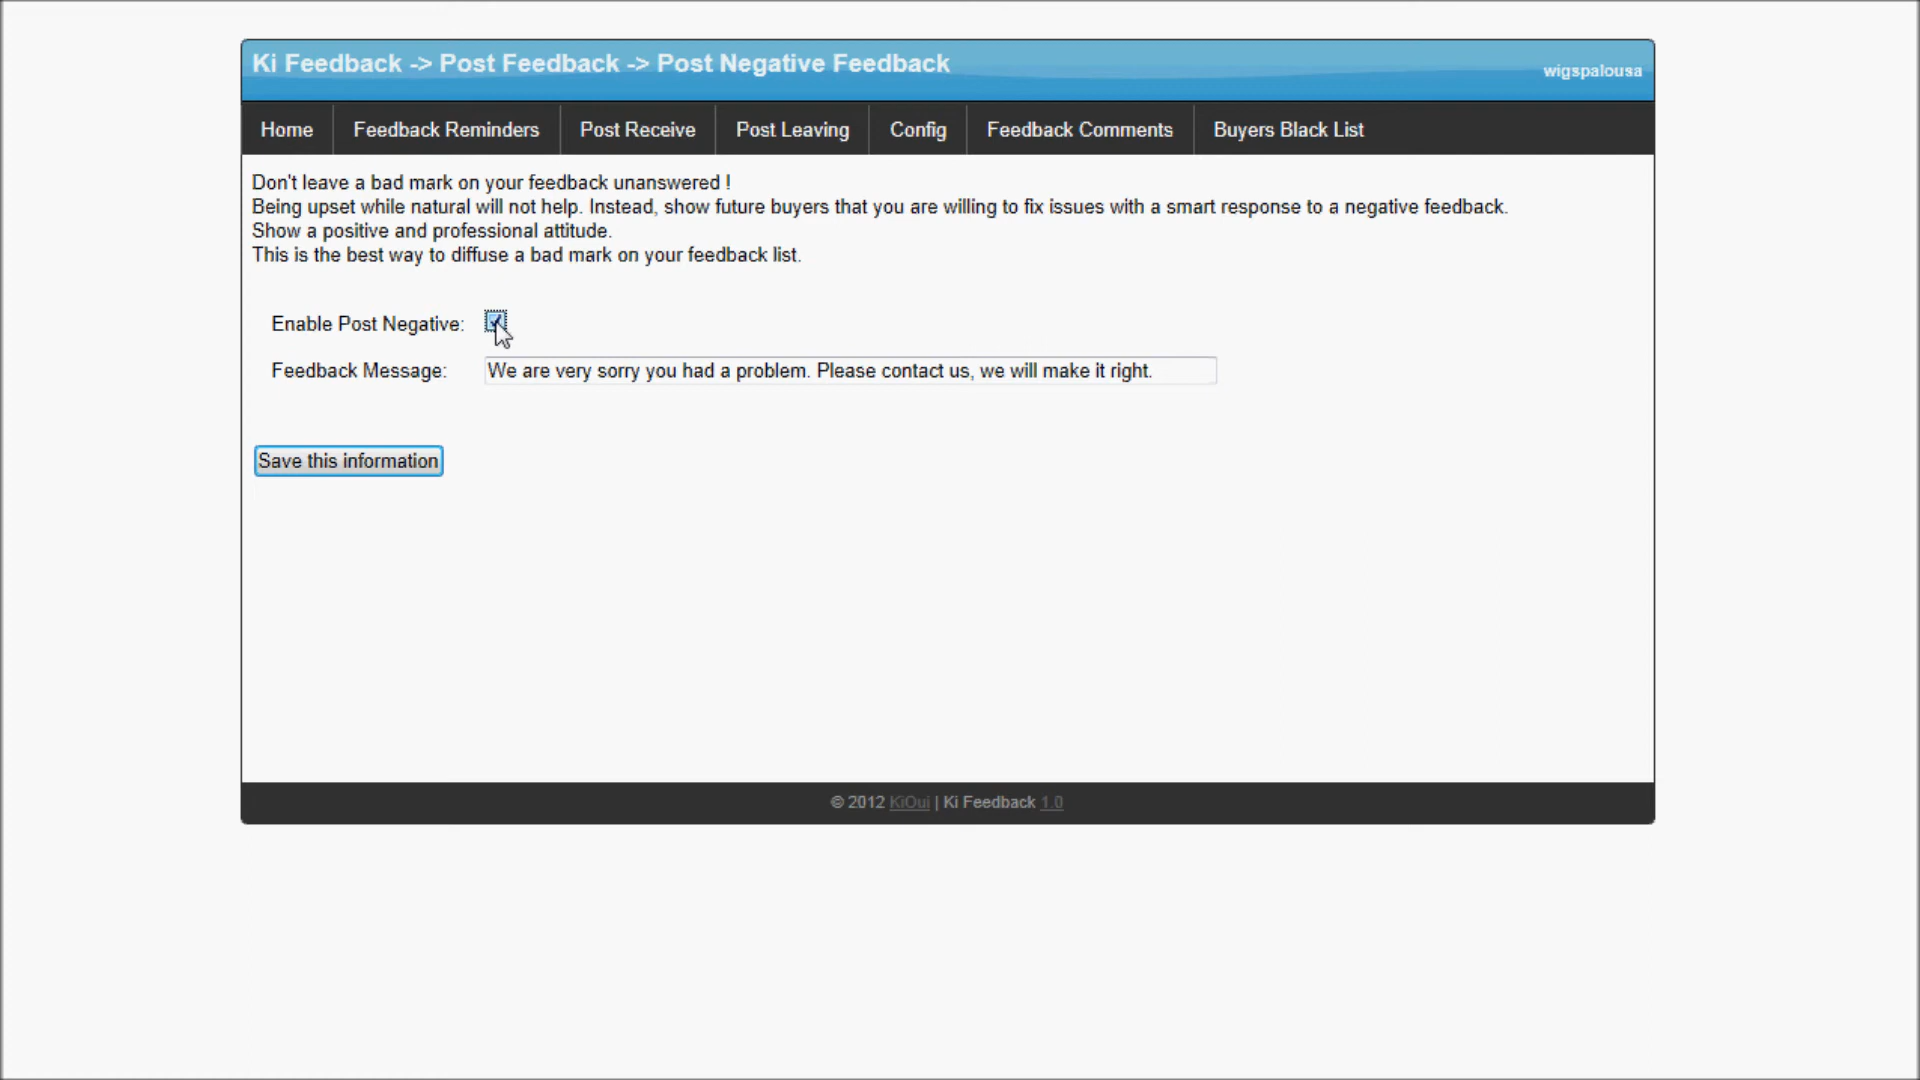 Ki Feedback -> Post Feedback -> Post Negative Feedback
wigspalousa
Home Feedback Reminders Post Receive Post Leaving Config Feedback Comments Buyers Black List
Don't leave a bad mark on your feedback unanswered !
Being upset while natural will not help. Instead, show future buyers that you are willing to fix issues with a smart response to a negative feedback.
Show a positive and professional attitude.
This is the best way to diffuse a bad mark on your feedback list.
Enable Post Negative:
Feedback Message: We are very sorry you had a problem. Please contact us, we will make it right.
Save this information
© 2012 KiOui | Ki Feedback 1.0